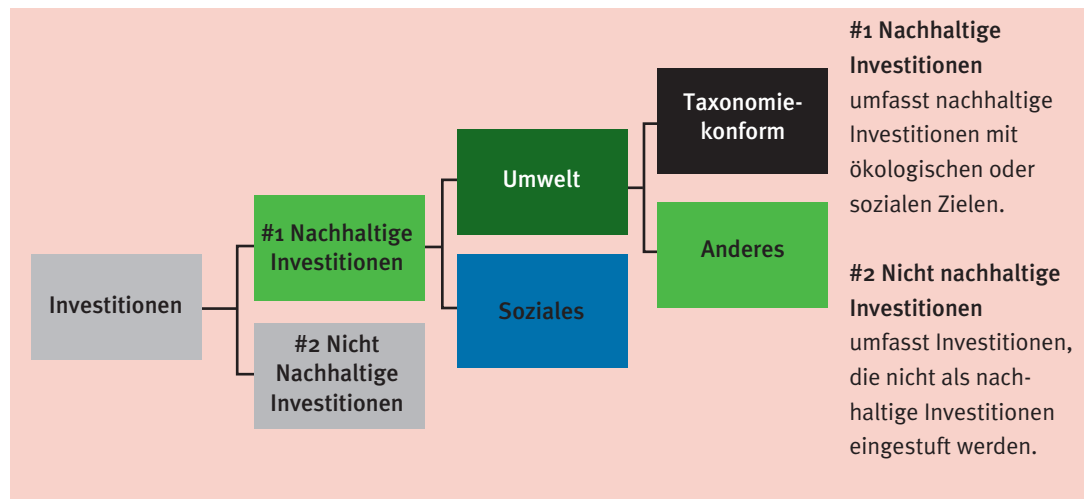 Investitionen
#1 Nachhaltige
Investitionen
#2 Nicht
Nachhaltige
Investitionen
Umwelt
Soziales
Taxonomie-
konform
Anderes
#1 Nachhaltige
Investitionen
umfasst nachhaltige
Investitionen mit
ökologischen oder
sozialen Zielen.
#2 Nicht nachhaltige
Investitionen
umfasst Investitionen,
die nicht als nach-
haltige Investitionen
eingestuft werden.